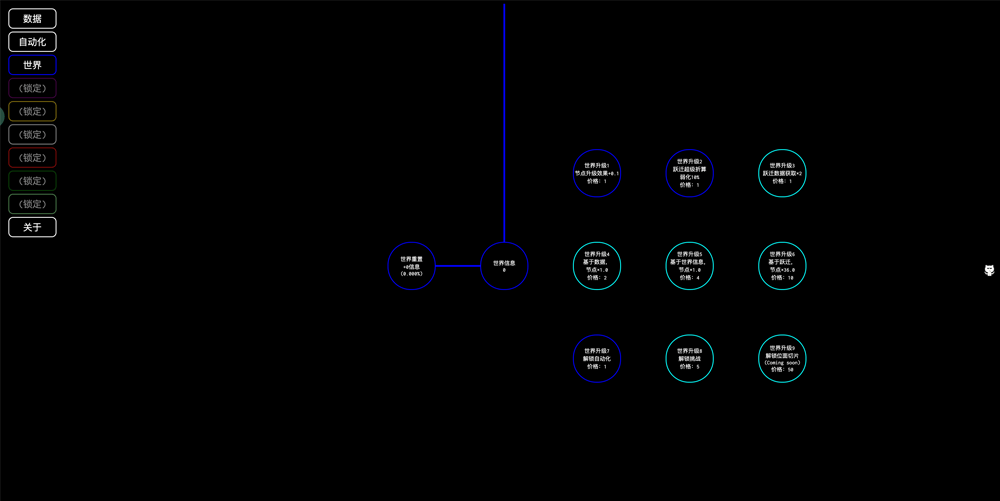 数据
自动化
世界
（锁定）
（锁定）
（锁定）
（锁定）
（锁定）
（锁定）
关于
世界重置
+0信息
(0.000%)
世界信息
0
世界升级1
节点升级效果+0.1
价格: 1
世界升级2
跃迁超级折算
弱化10%
价格: 1
世界升级3
跃迁数据获取×2
价格: 1
世界升级4
基于数据,
节点×1.0
价格: 2
世界升级5
基于世界信息,
节点×1.0
价格: 4
世界升级6
基于跃迁,
节点×36.0
价格: 10
世界升级7
解锁自动化
价格: 1
世界升级8
解锁挑战
价格: 5
世界升级9
解锁位面切片
(Coming soon)
价格: 50